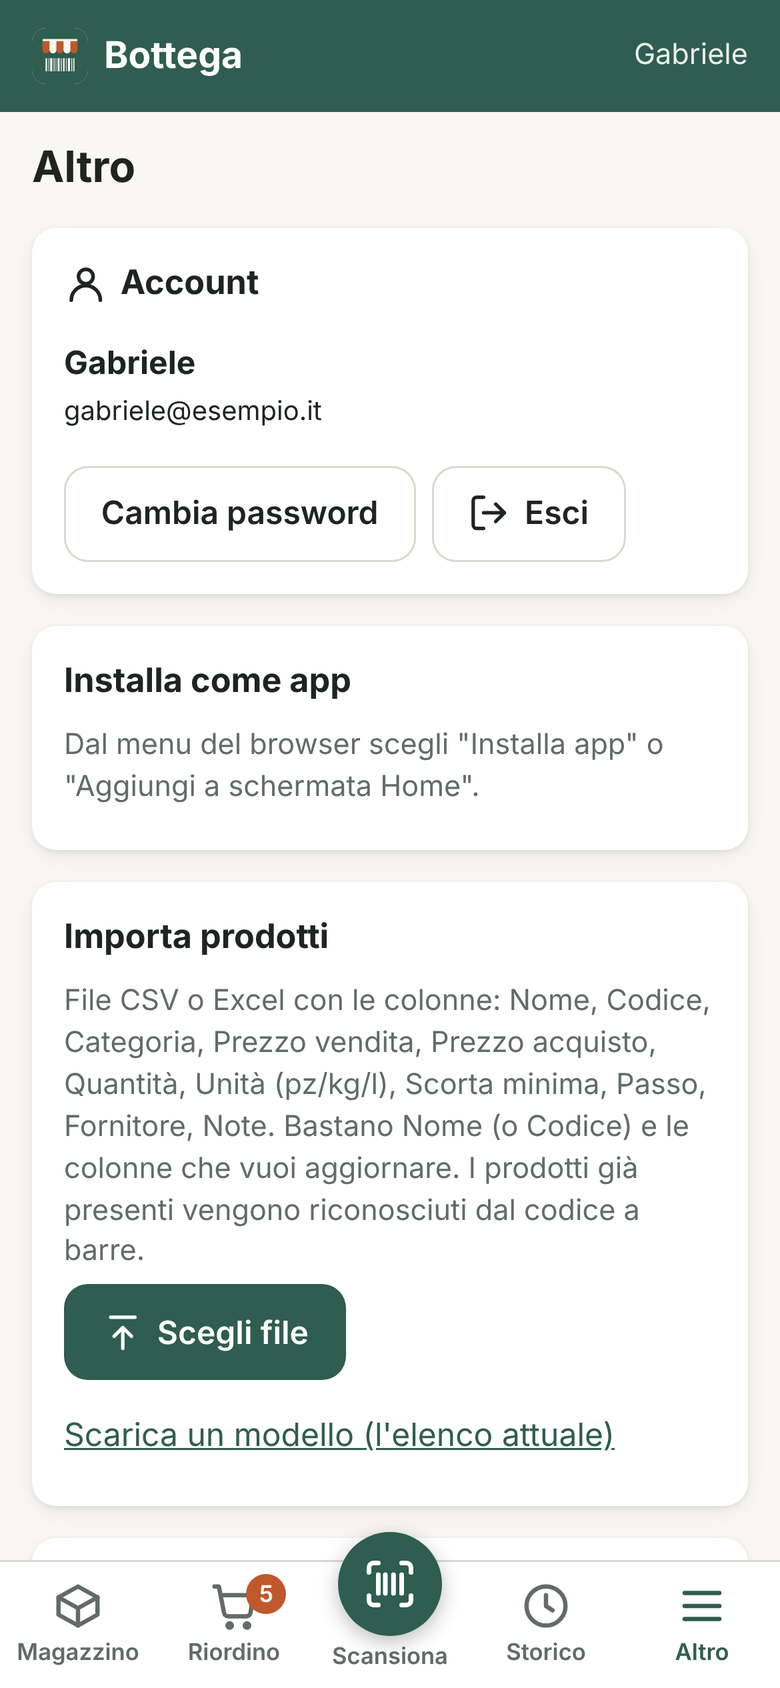 Bottega
Gabriele
Altro
Account
Gabriele
gabriele@esempio.it
Cambia password
Esci
Installa come app
Dal menu del browser scegli "Installa app" o
"Aggiungi a schermata Home".
Importa prodotti
File CSV o Excel con le colonne: Nome, Codice,
Categoria, Prezzo vendita, Prezzo acquisto,
Quantità, Unità (pz/kg/l), Scorta minima, Passo,
Fornitore, Note. Bastano Nome (o Codice) e le
colonne che vuoi aggiornare. I prodotti già
presenti vengono riconosciuti dal codice a
barre.
Scegli file
Scarica un modello (l'elenco attuale)
5
Magazzino
Riordino
Scansiona
Storico
Altro